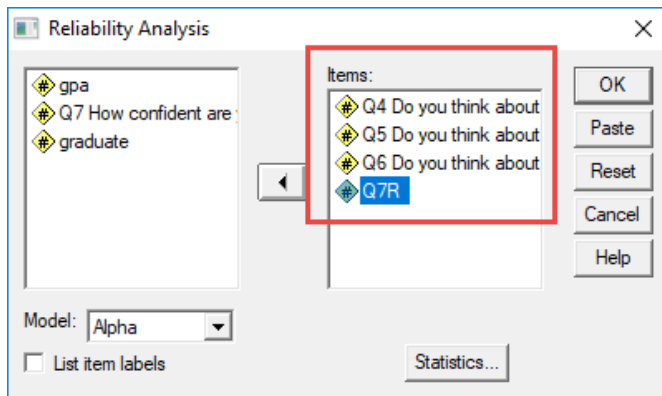 Reliability Analysis
gpa
Q7 How confident are
graduate
Items:
Q4 Do you think about
Q5 Do you think about
Q6 Do you think about
Q7R
OK
Paste
Reset
Cancel
Help
Model: Alpha
List item labels
Statistics...